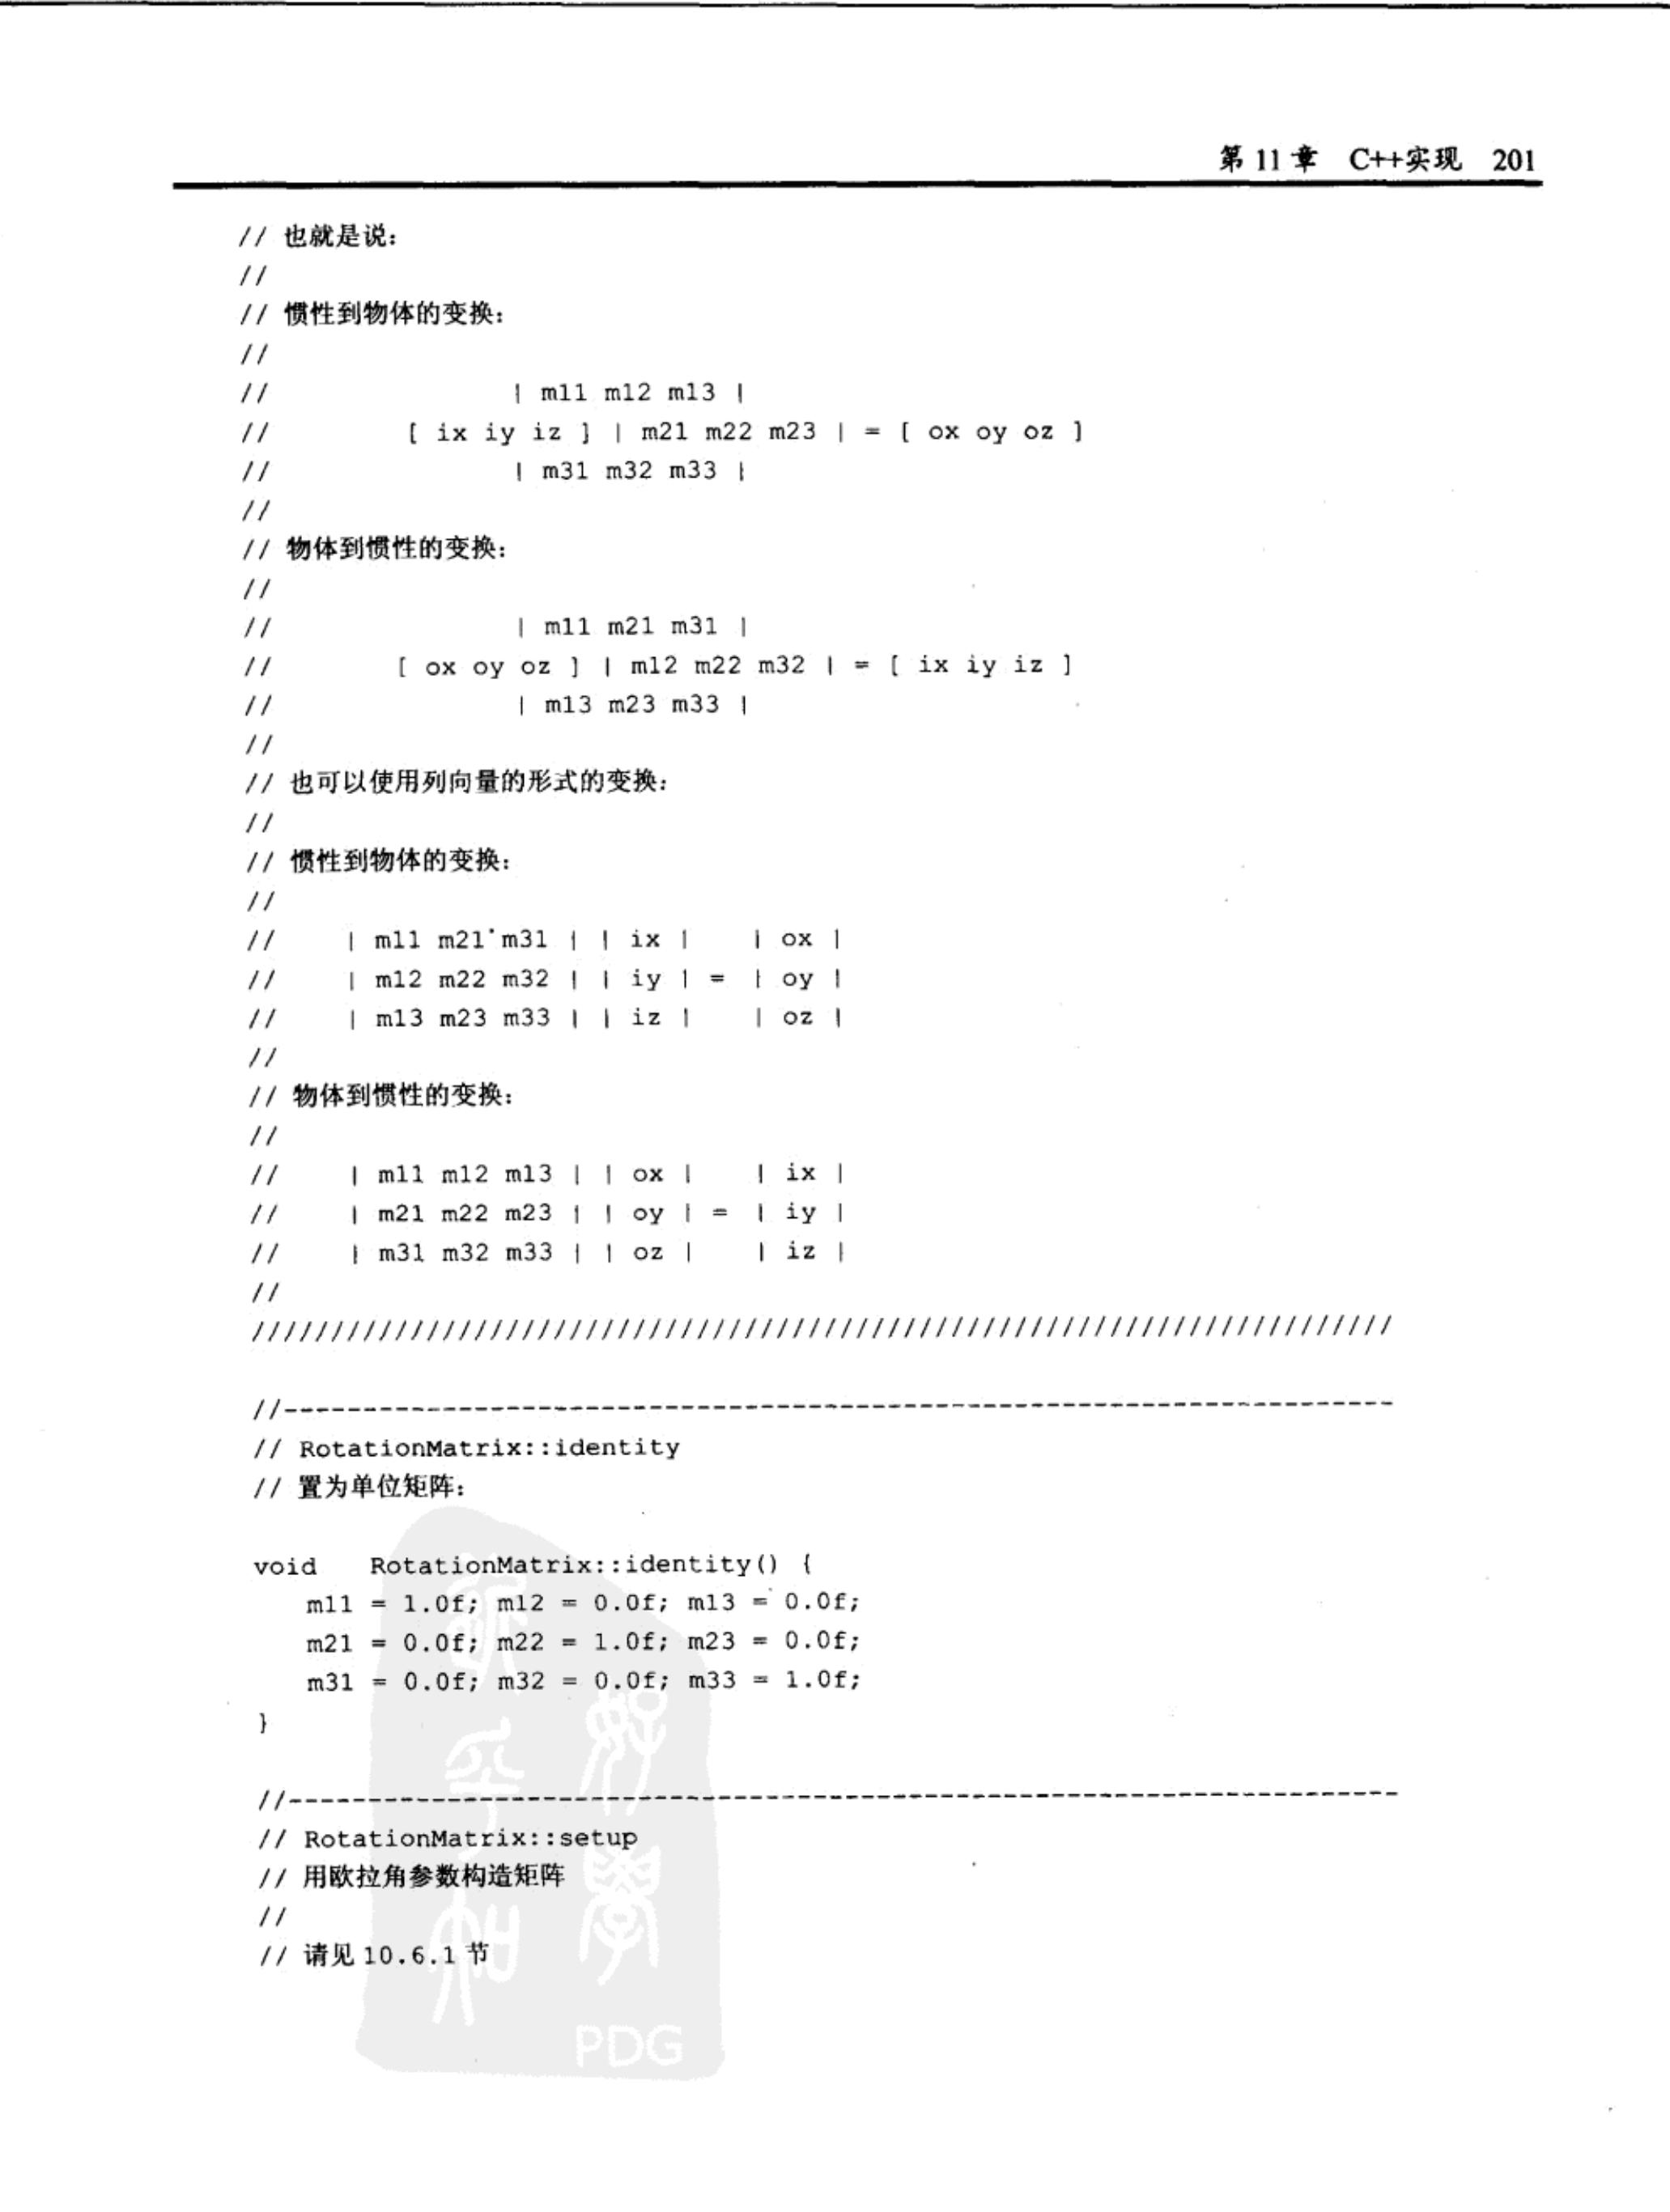 第 11 章 C++实现 201
// 也就是说：
//
// 惯性到物体的变换：
//
// | m11 m12 m13 |
// [ ix iy iz ] | m21 m22 m23 | = [ ox oy oz ]
// | m31 m32 m33 |
//
// 物体到惯性的变换：
//
// | m11 m21 m31 |
// [ ox oy oz ] | m12 m22 m32 | = [ ix iy iz ]
// | m13 m23 m33 |
//
// 也可以使用列向量的形式的变换：
//
// 惯性到物体的变换：
//
// | m11 m21 m31 | | ix | | ox |
// | m12 m22 m32 | | iy | = | oy |
// | m13 m23 m33 | | iz | | oz |
//
// 物体到惯性的变换：
//
// | m11 m12 m13 | | ox | | ix |
// | m21 m22 m23 | | oy | = | iy |
// | m31 m32 m33 | | oz | | iz |
//
////////////////////////////////////////////////////////////////////////
//----------------------------------------------------------------------
// RotationMatrix::identity
// 置为单位矩阵：
void RotationMatrix::identity() {
m11 = 1.0f; m12 = 0.0f; m13 = 0.0f;
m21 = 0.0f; m22 = 1.0f; m23 = 0.0f;
m31 = 0.0f; m32 = 0.0f; m33 = 1.0f;
}
//----------------------------------------------------------------------
// RotationMatrix::setup
// 用欧拉角参数构造矩阵
//
// 请见 10.6.1 节
PDG